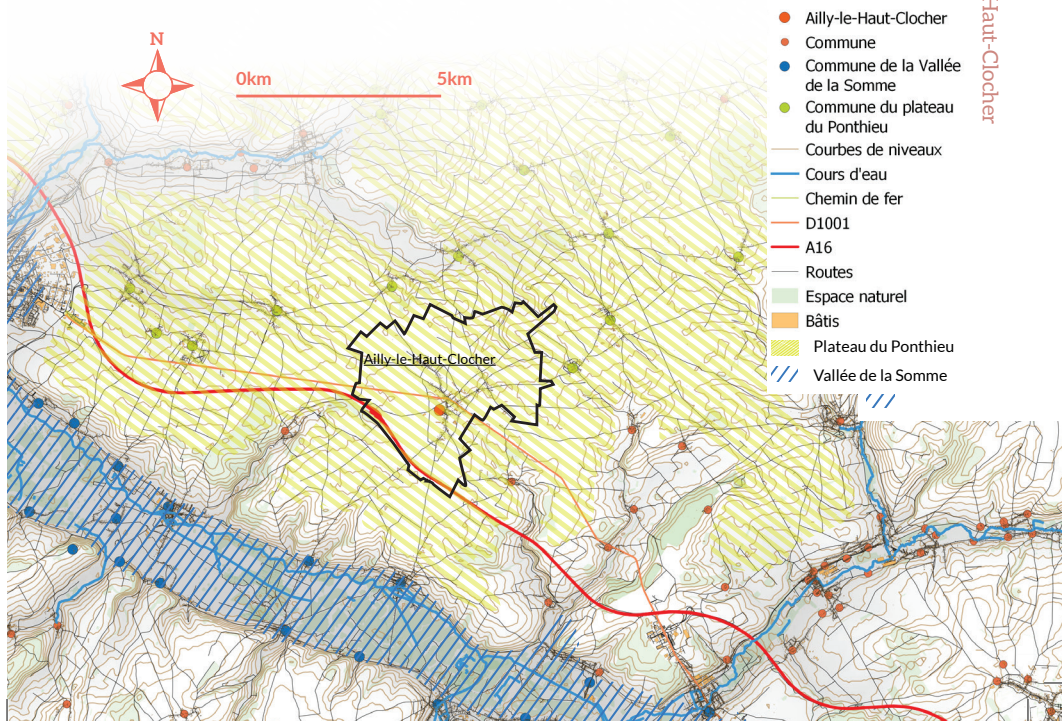 N
0km
5km
Haut-Clocher
Ailly-le-Haut-Clocher
Commune
Commune de la Vallée
de la Somme
Commune du plateau
du Ponthieu
Courbes de niveaux
Cours d'eau
Chemin de fer
D1001
A16
Routes
Espace naturel
Bâtis
Plateau du Ponthieu
Vallée de la Somme
Ailly-le-Haut-Clocher